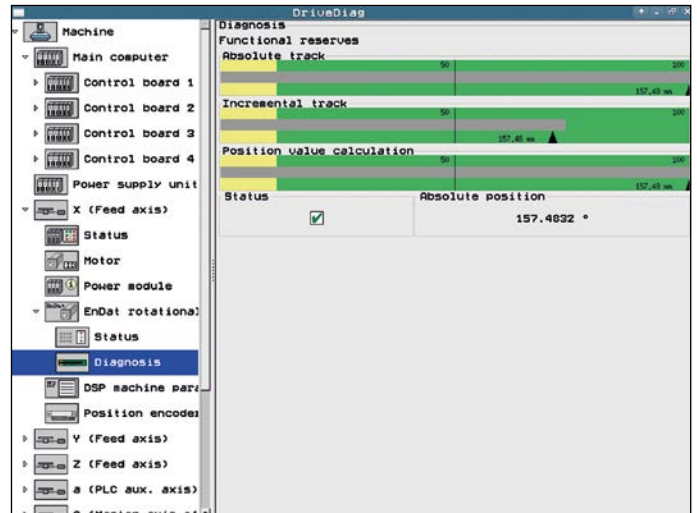 DriveDiag
Machine
Main computer
Control board 1
Control board 2
Control board 3
Control board 4
Power supply unit
X (Feed axis)
Status
Motor
Power module
EnDat rotational
Status
Diagnosis
DSP machine para
Position encoder
Y (Feed axis)
Z (Feed axis)
a (PLC aux. axis)
Diagnosis
Functional reserves
Absolute track
50
100
157,48 mm
Incremental track
50
100
157,48 mm
Position value calculation
50
100
157,48 mm
Status
Absolute position
157.4832 °